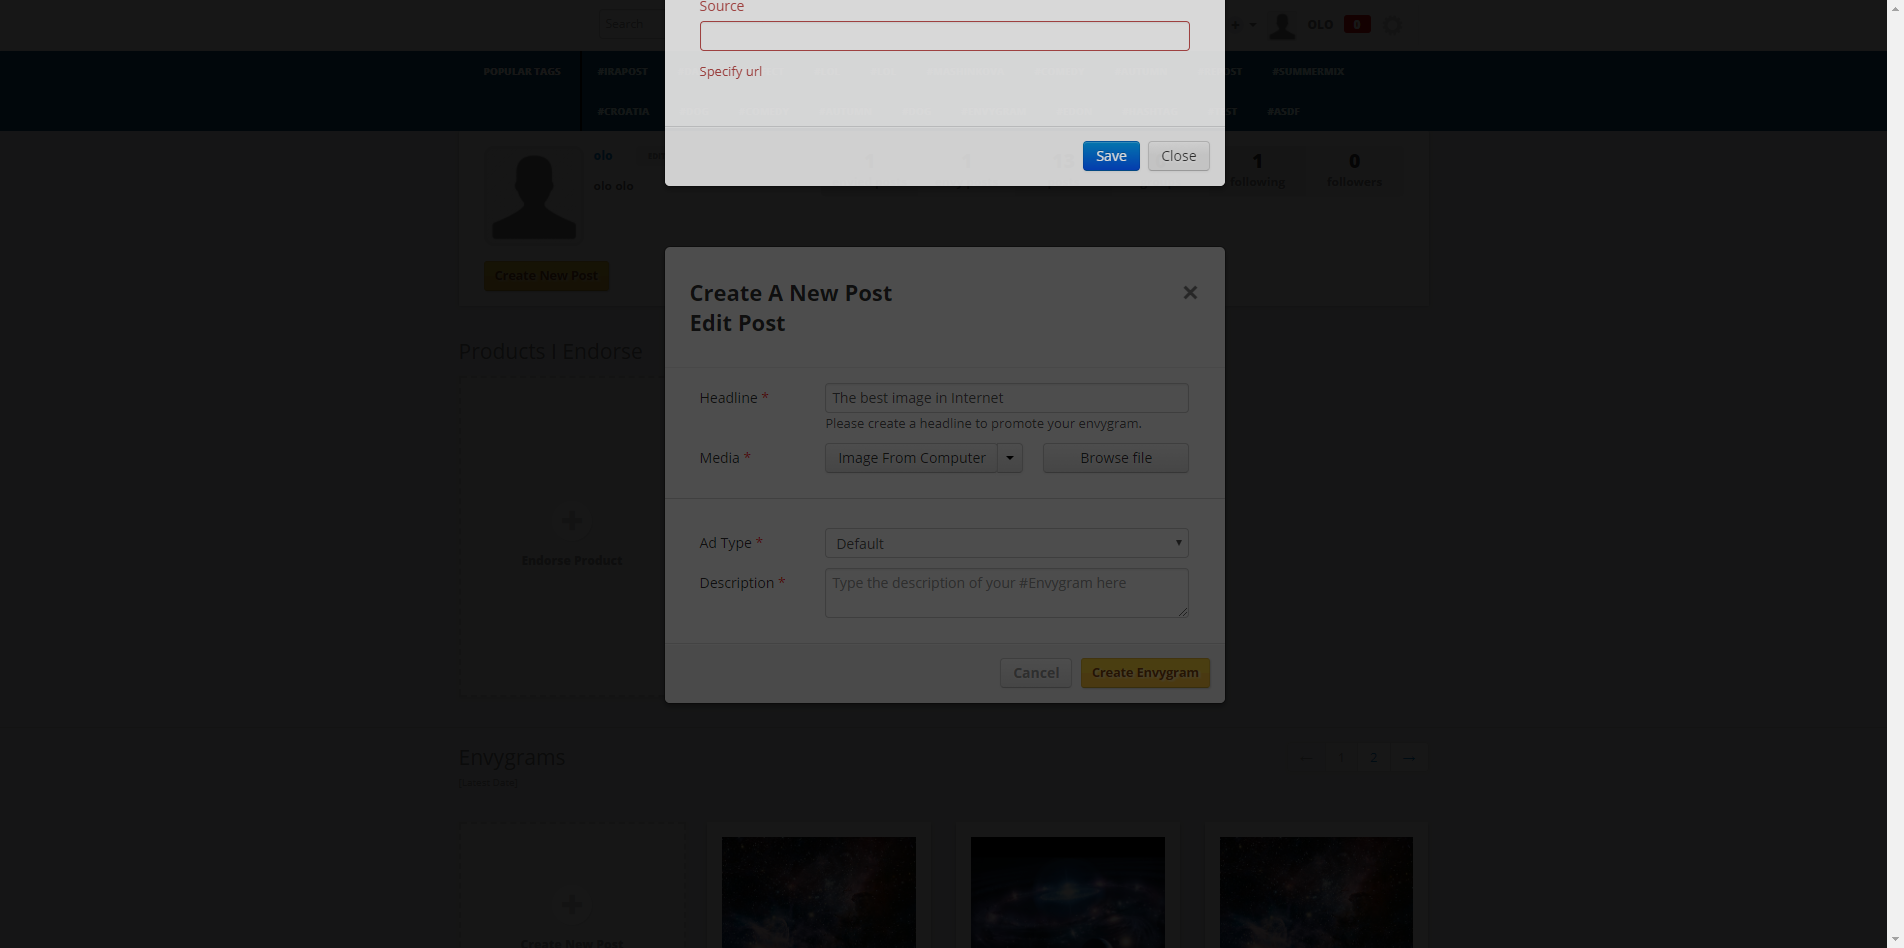 Source
Search
OLO 0
Specify url
POPULAR TAGS #IRAPOST #SUMMERMIX
#CROATIA #ASDF
Save Close
olo
olo olo
1 following
0 followers
Create New Post
Create A New Post
Edit Post
Products I Endorse
Headline *
The best image in Internet
Please create a headline to promote your envygram.
Media *
Image From Computer
Browse file
Ad Type *
Default
Endorse Product
Description *
Type the description of your #Envygram here
Cancel Create Envygram
Envygrams
← 1 2 →
Create New Post